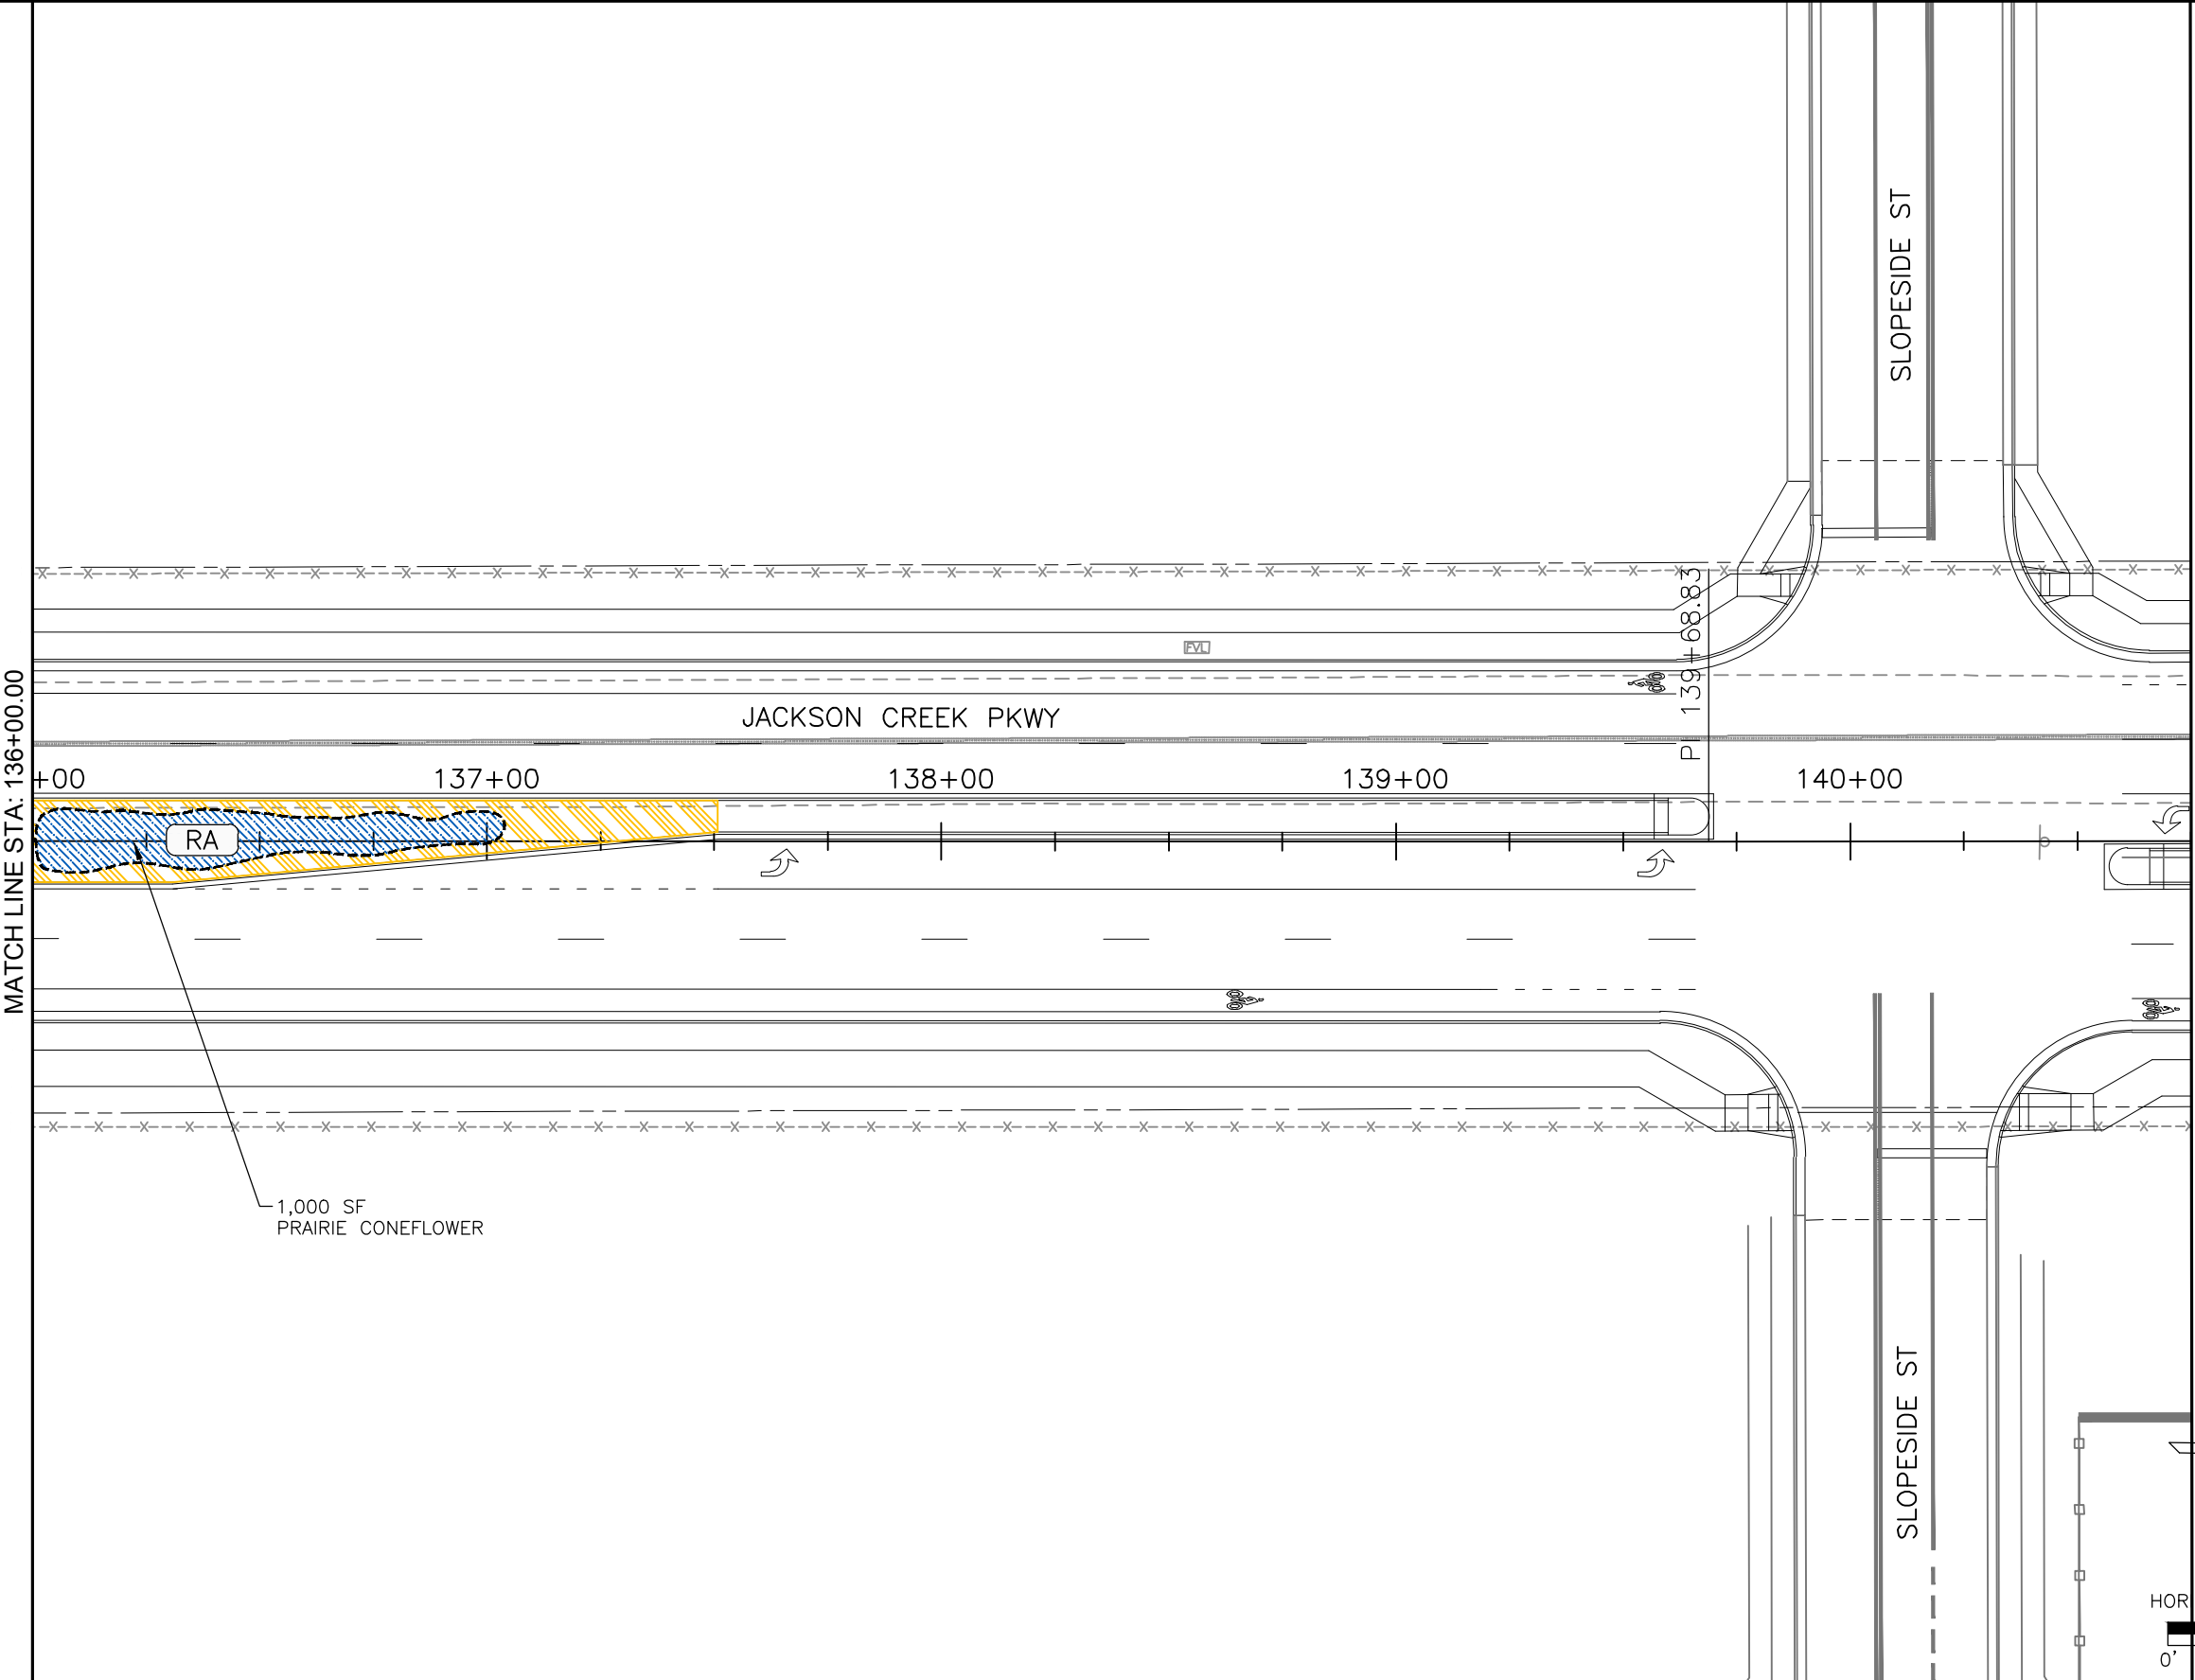 SLOPESIDE ST
MATCH LINE STA: 136+00.00
FVL
PI 139+68.83
JACKSON CREEK PKWY
+00
137+00
138+00
139+00
140+00
RA
1,000 SF
PRAIRIE CONEFLOWER
SLOPESIDE ST
HOR
0'